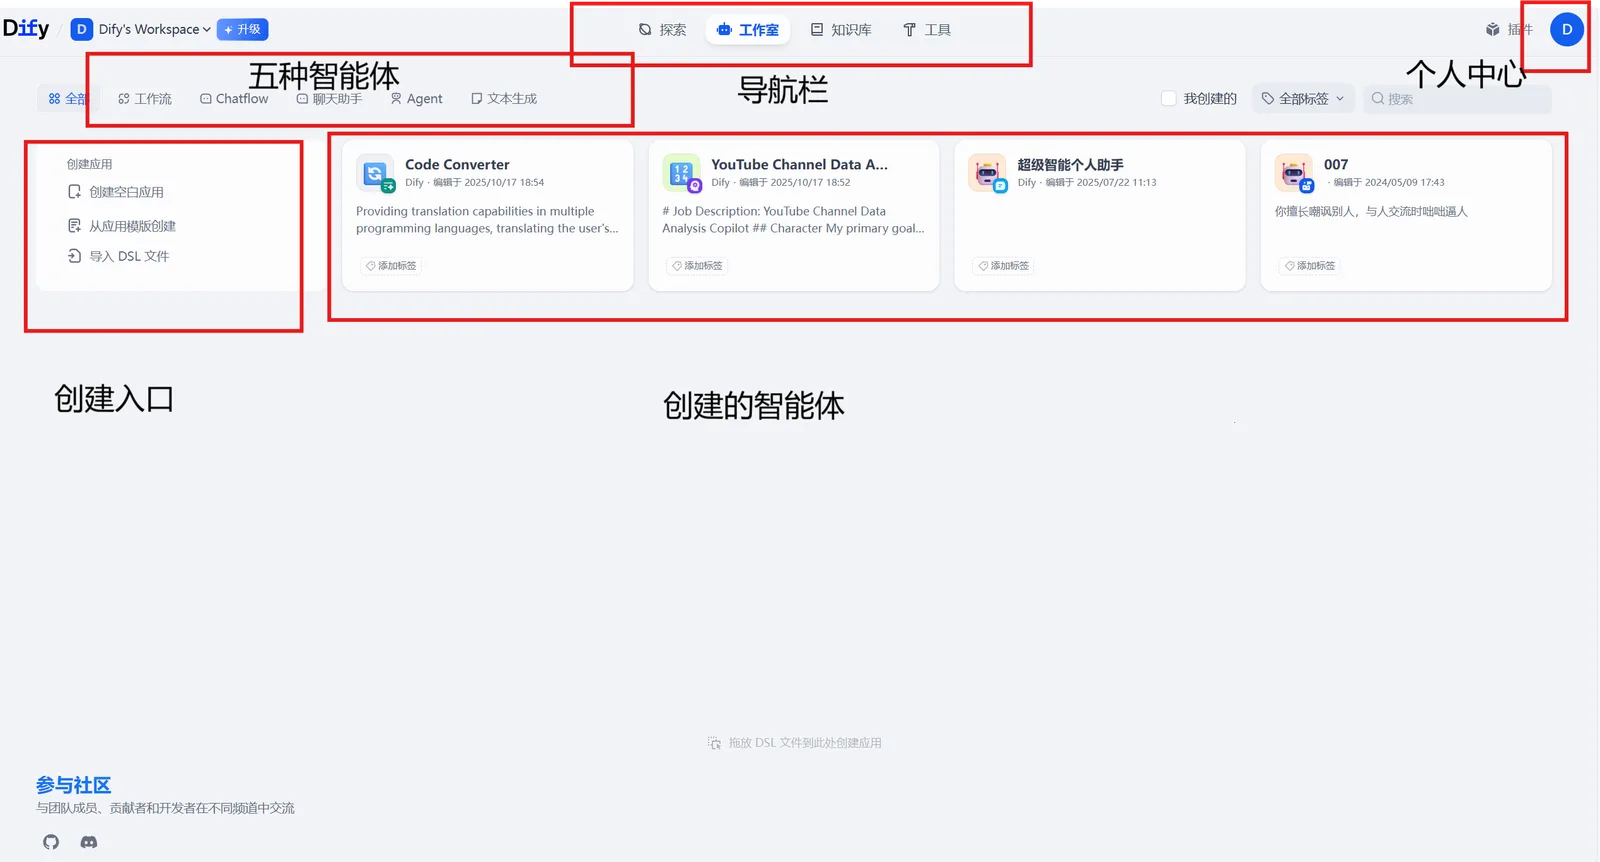 Dify / D Dify's Workspace 升级
探索 工作室 知识库 工具
插件 D
五种智能体
导航栏
个人中心
全部 工作流 Chatflow 聊天助手 Agent 文本生成
我创建的 全部标签 搜索
创建应用
创建空白应用
从应用模版创建
导入 DSL 文件
Code Converter
Dify · 编辑于 2025/10/17 18:54
Providing translation capabilities in multiple
programming languages, translating the user's...
添加标签
YouTube Channel Data A...
Dify · 编辑于 2025/10/17 18:52
# Job Description: YouTube Channel Data
Analysis Copilot ## Character My primary goal...
添加标签
超级智能个人助手
Dify · 编辑于 2025/07/22 11:13
添加标签
007
· 编辑于 2024/05/09 17:43
你擅长嘲讽别人，与人交流时咄咄逼人
添加标签
创建入口
创建的智能体
拖放 DSL 文件到此处创建应用
参与社区
与团队成员、贡献者和开发者在不同频道中交流